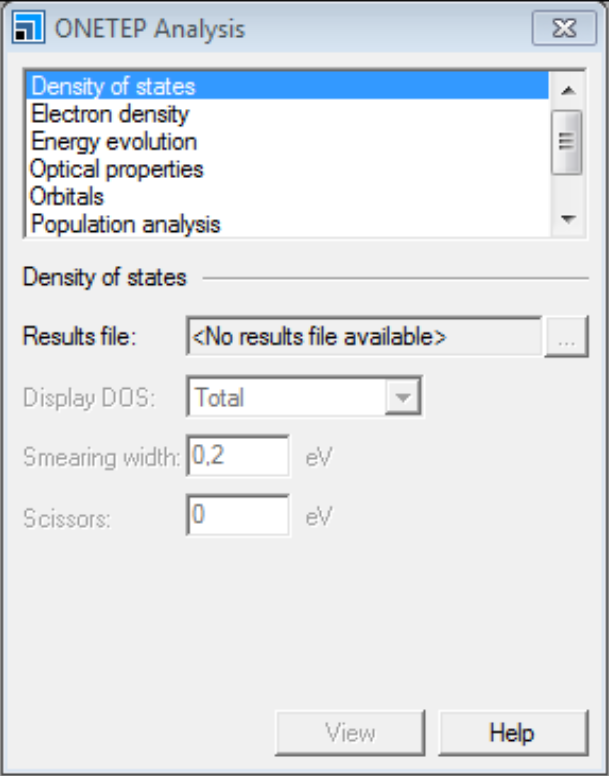 ONETEP Analysis
Density of states
Electron density
Energy evolution
Optical properties
Orbitals
Population analysis
Density of states
Results file: <No results file available> ...
Display DOS: Total
Smearing width: 0,2 eV
Scissors: 0 eV
View Help